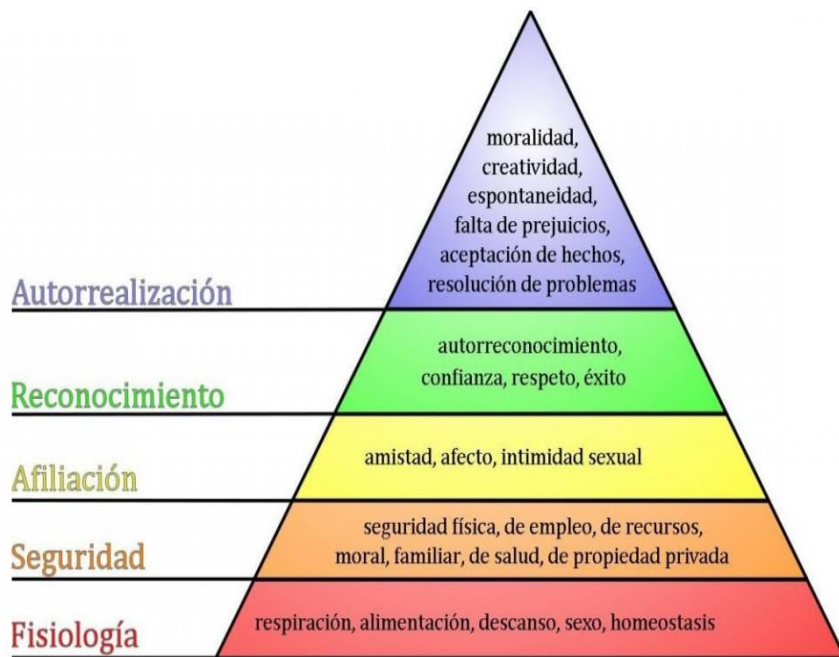 moralidad,
creatividad,
espontaneidad,
falta de prejuicios,
aceptación de hechos,
resolución de problemas
Autorrealización
autorreconocimiento,
confianza, respeto, éxito
Reconocimiento
amistad, afecto, intimidad sexual
Afiliación
seguridad física, de empleo, de recursos,
moral, familiar, de salud, de propiedad privada
Seguridad
respiración, alimentación, descanso, sexo, homeostasis
Fisiología